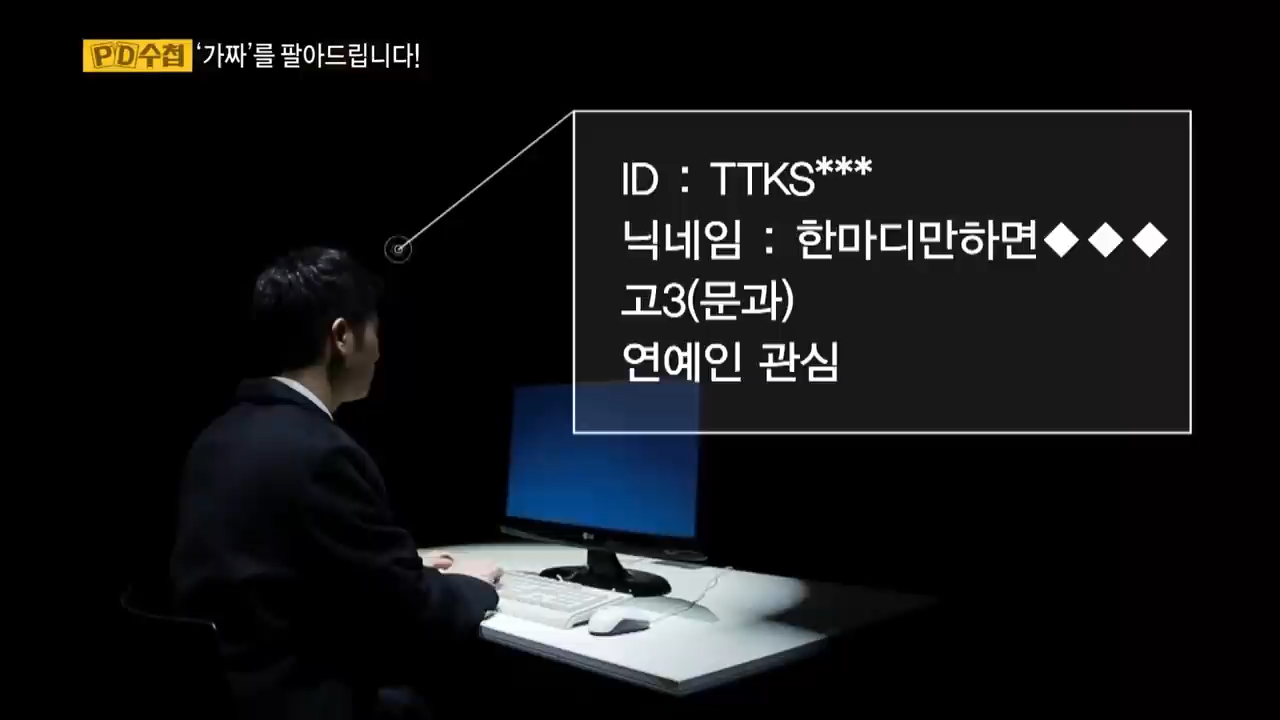 PD수첩 '가짜'를 팔아드립니다!
ID : TTKS***
닉네임 : 한마디만하면◆◆◆
고3(문과)
연예인 관심
LG